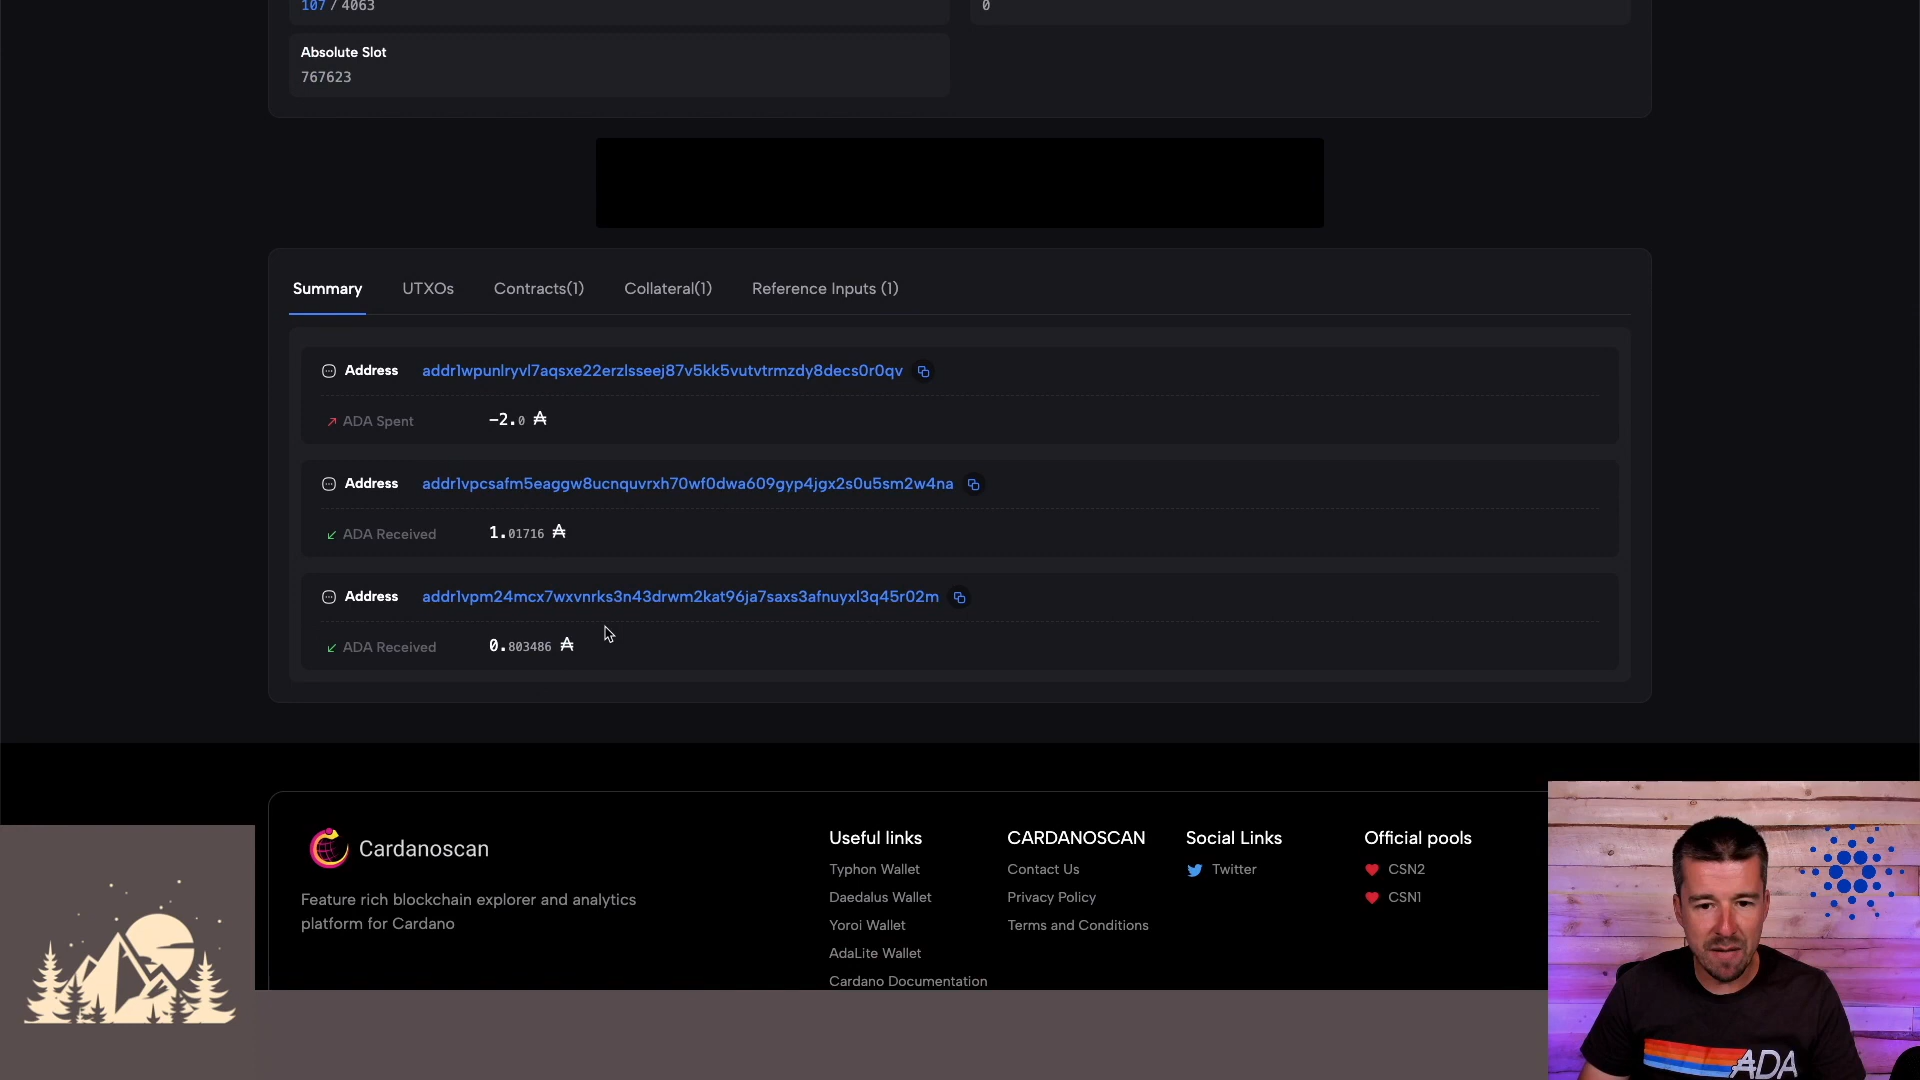 107 / 4063
0
Absolute Slot
767623
Summary
UTXOs
Contracts(1)
Collateral(1)
Reference Inputs (1)
Address addr1wpunlryvl7aqsxe22erzlsseej87v5kk5vutvtrmzdy8decs0r0qv
ADA Spent -2.0 ₳
Address addr1vpcsafm5eaggw8ucnquvrxh70wf0dwa609gyp4jgx2s0u5sm2w4na
ADA Received 1.01716 ₳
Address addr1vpm24mcx7wxvnrks3n43drwm2kat96ja7saxs3afnuyxl3q45r02m
ADA Received 0.803486 ₳
Cardanoscan
Feature rich blockchain explorer and analytics
platform for Cardano
Useful links
Typhon Wallet
Daedalus Wallet
Yoroi Wallet
AdaLite Wallet
Cardano Documentation
CARDANOSCAN
Contact Us
Privacy Policy
Terms and Conditions
Social Links
Twitter
Official pools
CSN2
CSN1
ADA